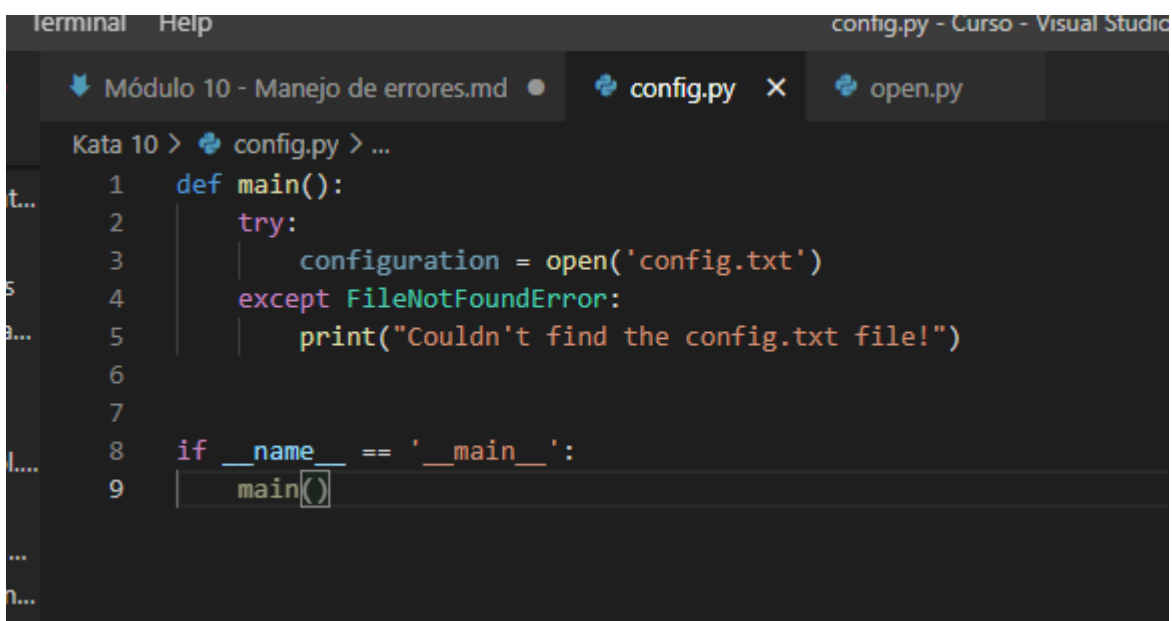 Terminal Help config.py - Curso - Visual Studio
Módulo 10 - Manejo de errores.md ● config.py × open.py
Kata 10 > config.py > ...
1 def main():
2     try:
3         configuration = open('config.txt')
4     except FileNotFoundError:
5         print("Couldn't find the config.txt file!")
6
7
8 if __name__ == '__main__':
9     main()